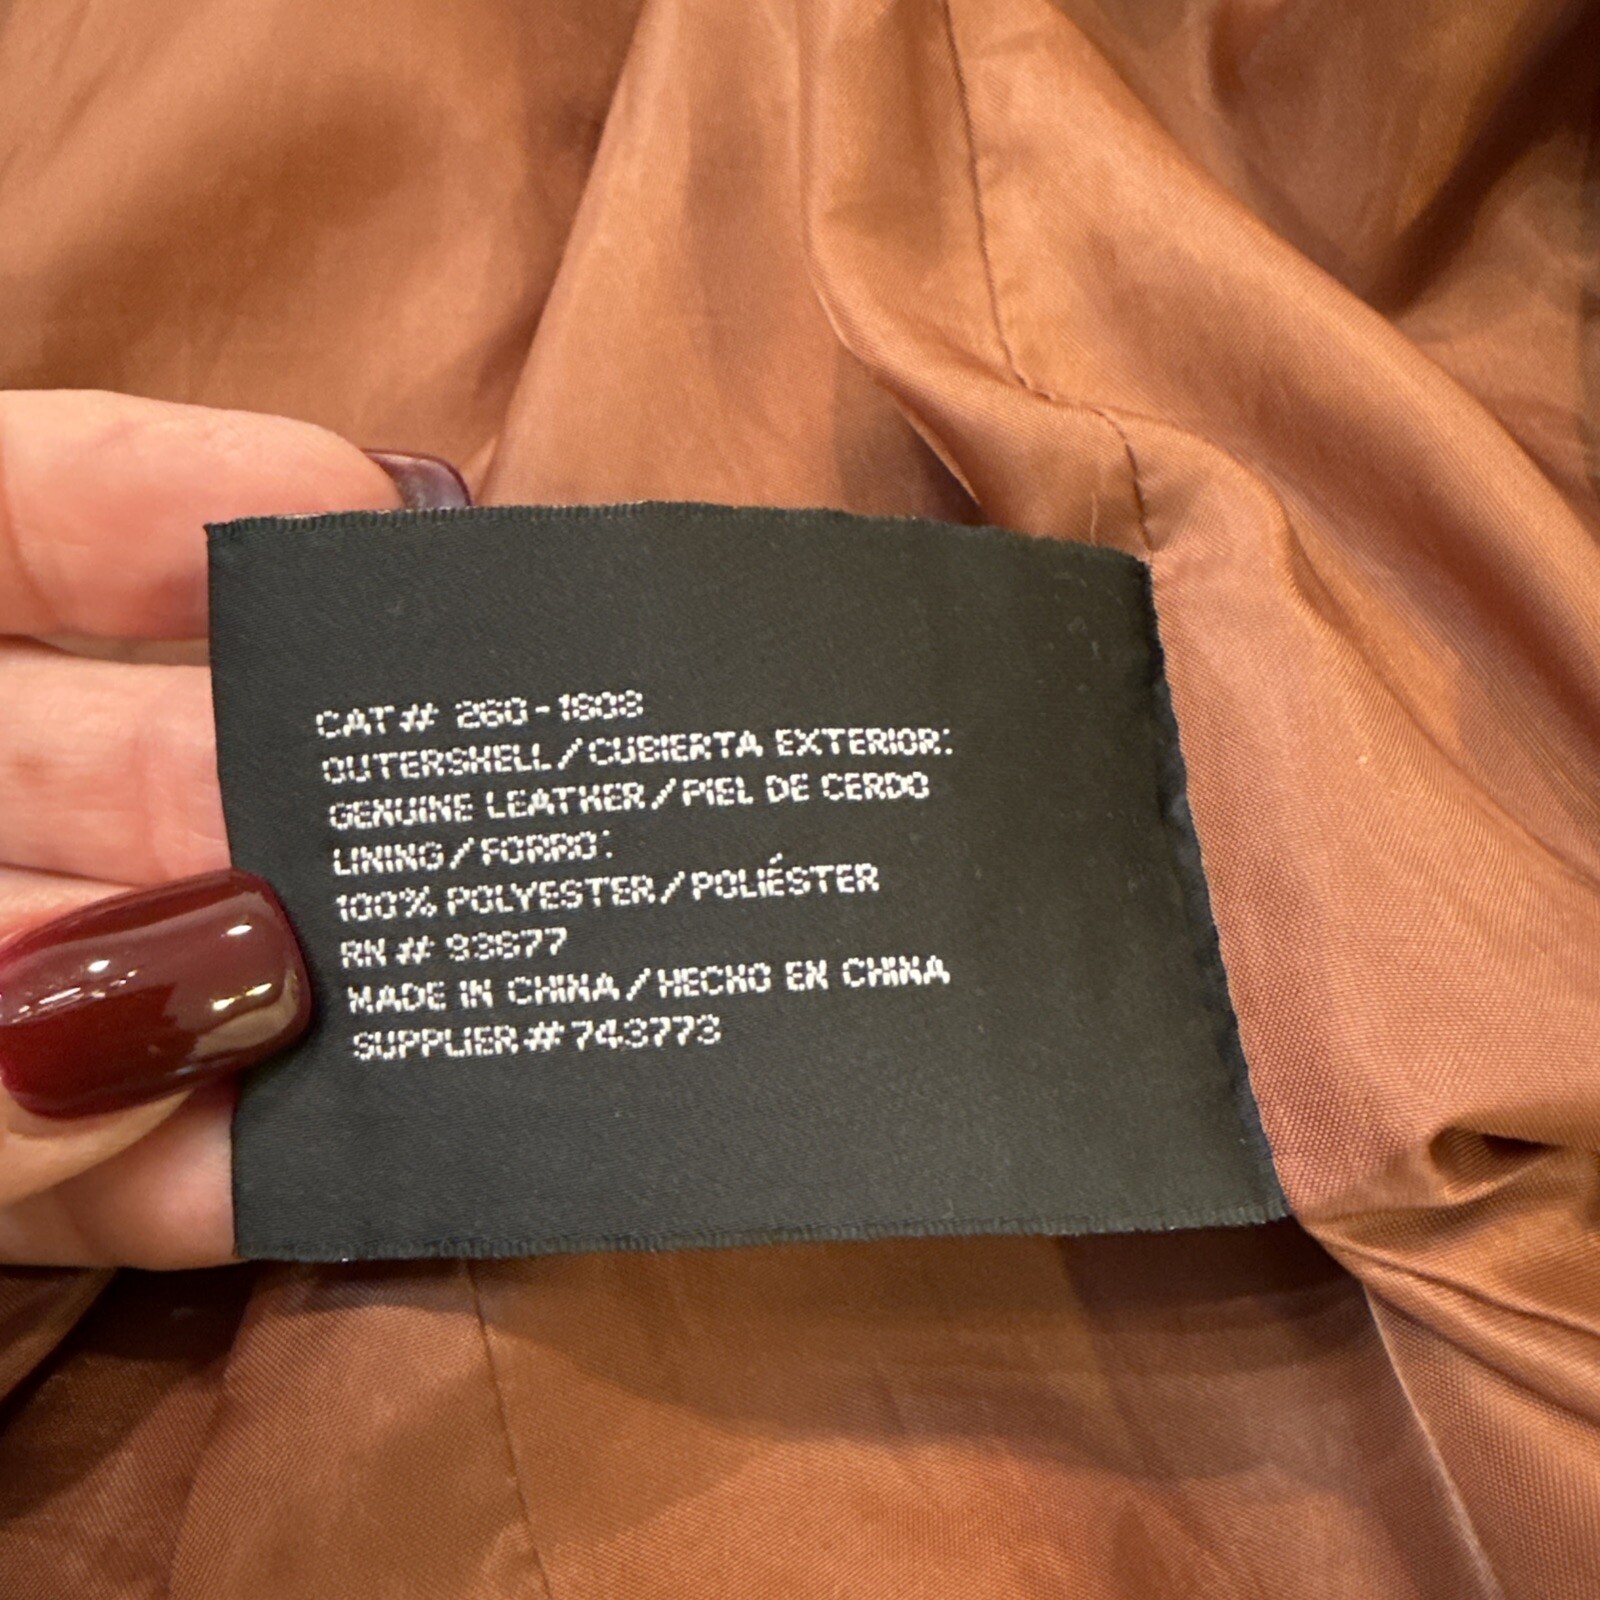 CAT# 260-1808
OUTERSHELL/CUBIERTA EXTERIOR:
GENUINE LEATHER/PIEL DE CERDO
LINING/FORRO:
100% POLYESTER/POLIÉSTER
RN # 93677
MADE IN CHINA/HECHO EN CHINA
SUPPLIER#743773